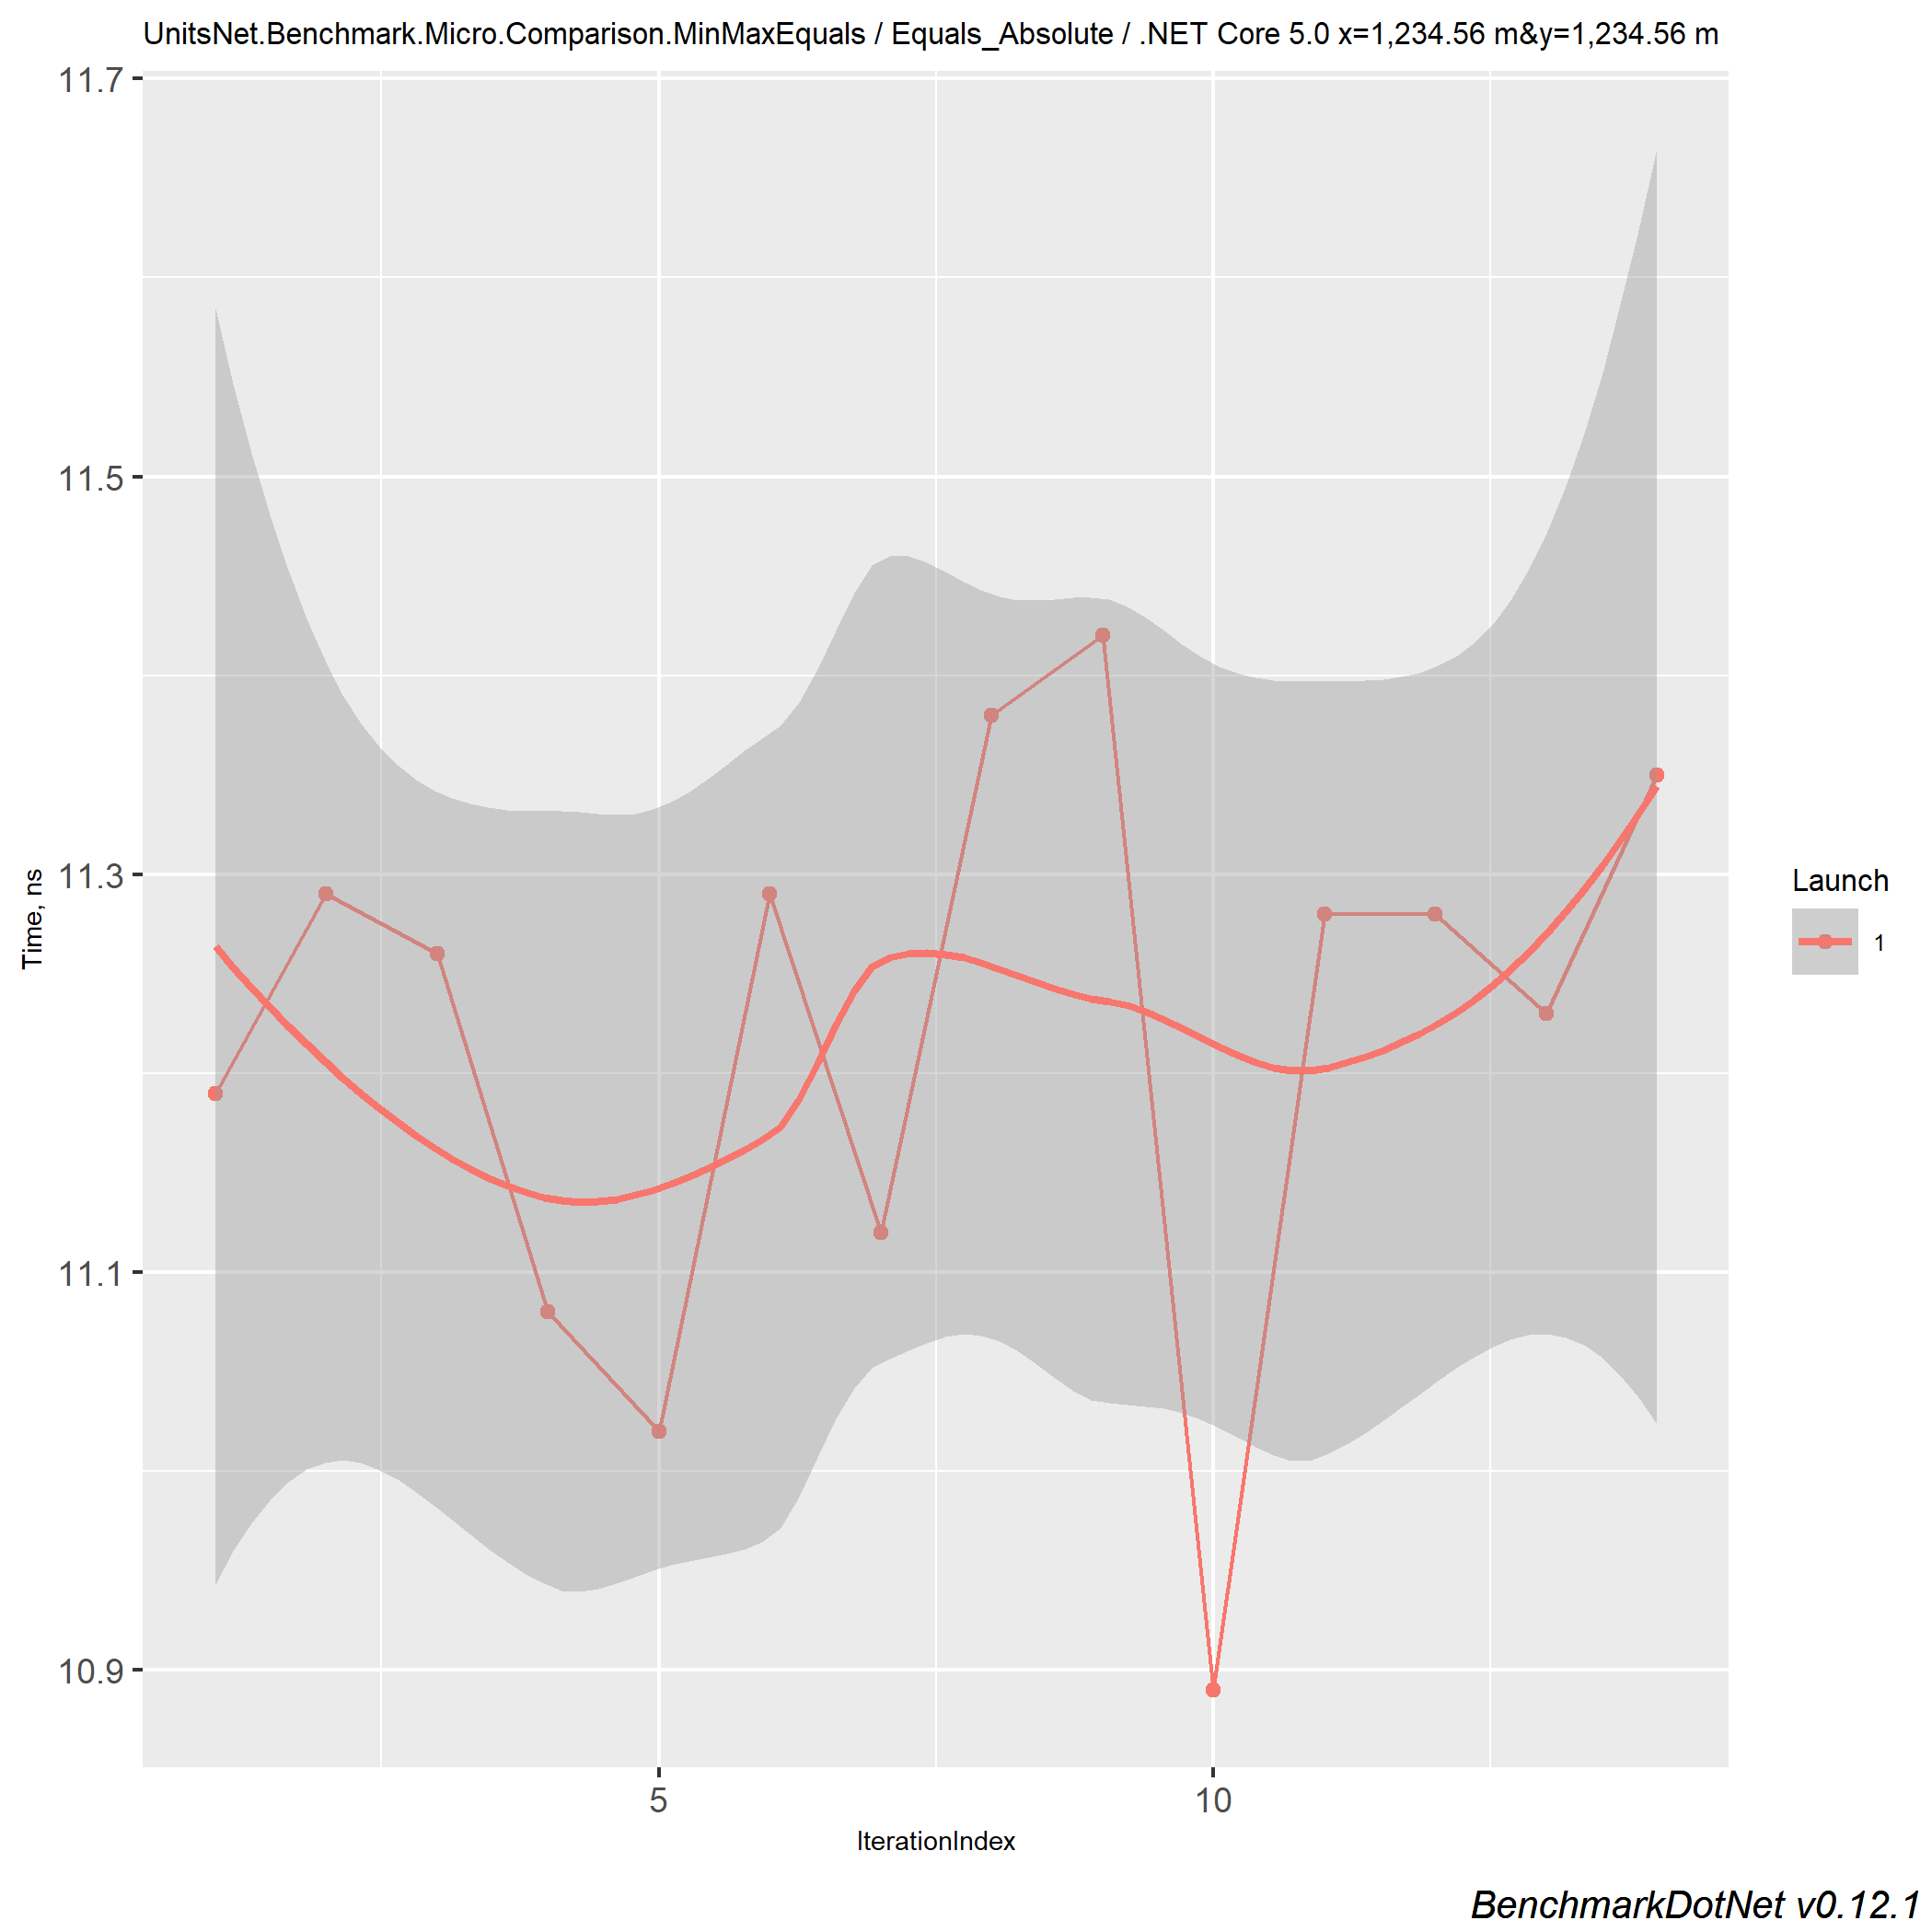 UnitsNet.Benchmark.Micro.Comparison.MinMaxEquals / Equals_Absolute / .NET Core 5.0 x=1,234.56 m&y=1,234.56 m
11.7
11.5
11.3
11.1
10.9
Time, ns
5 10
IterationIndex
Launch
1
BenchmarkDotNet v0.12.1